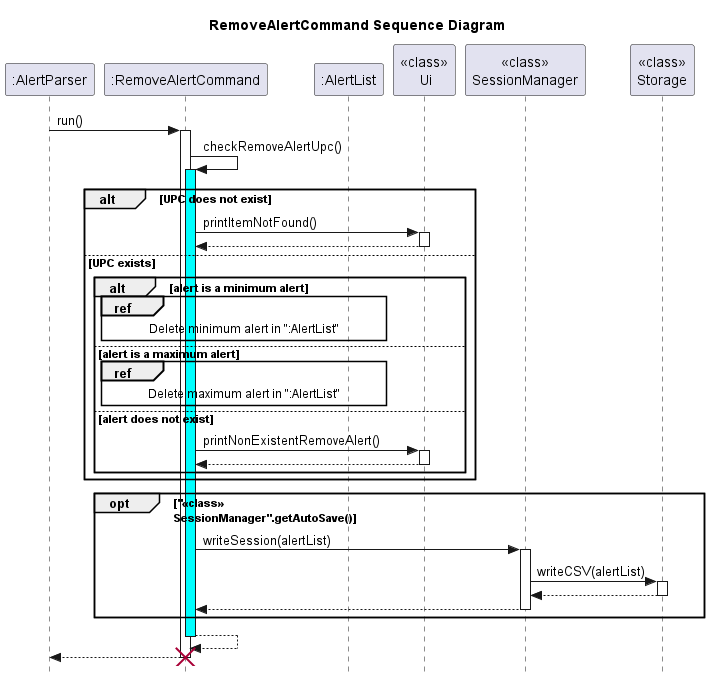 RemoveAlertCommand Sequence Diagram
:AlertParser
:RemoveAlertCommand
:AlertList
«class»
Ui
«class»
SessionManager
«class»
Storage
run()
checkRemoveAlertUpc()
alt
[UPC does not exist]
printItemNotFound()
[UPC exists]
alt
[alert is a minimum alert]
ref
Delete minimum alert in ":AlertList"
[alert is a maximum alert]
ref
Delete maximum alert in ":AlertList"
[alert does not exist]
printNonExistentRemoveAlert()
opt
["«class»
SessionManager".getAutoSave()]
writeSession(alertList)
writeCSV(alertList)